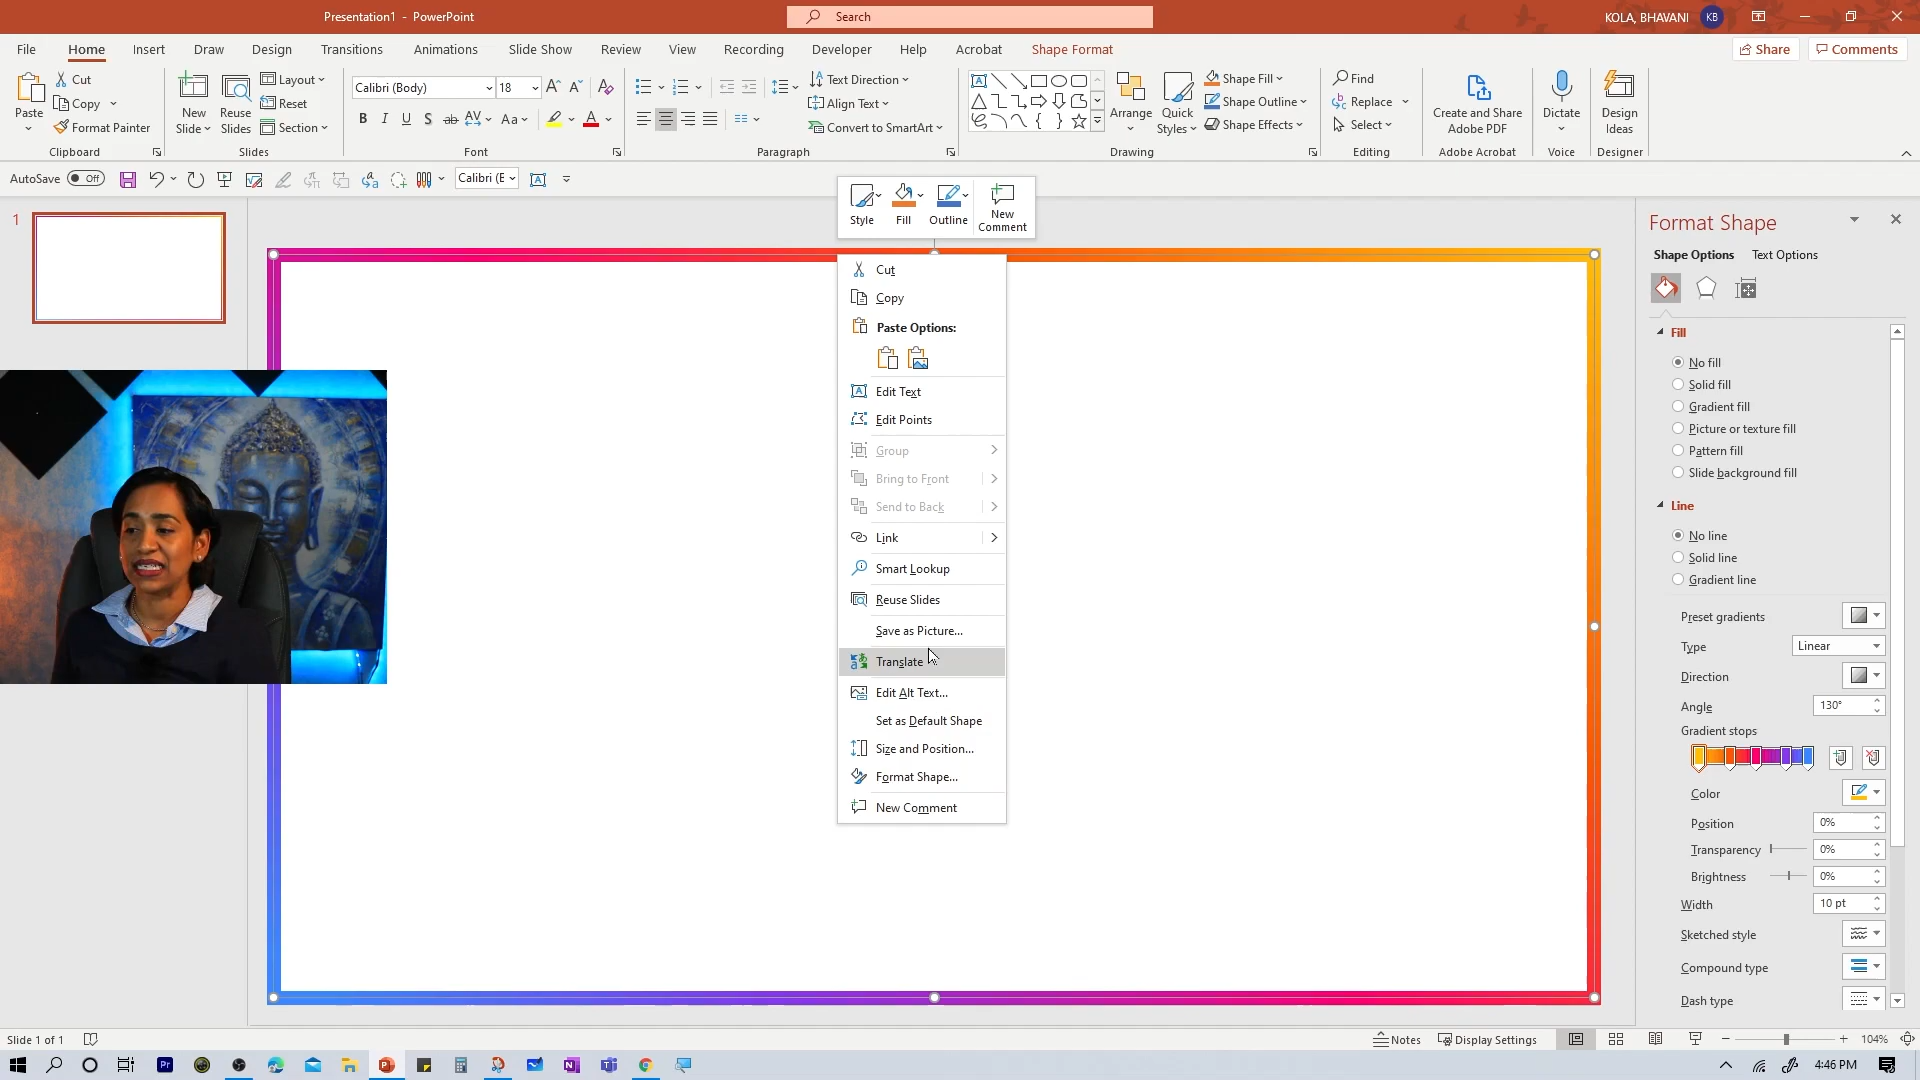 Presentation1 - PowerPoint
Search
KOLA, BHAVANI
KB
File Home Insert Draw Design Transitions Animations Slide Show Review View Recording Developer Help Acrobat Shape Format
Share Comments
Paste
Cut
Copy
Format Painter
Clipboard
New Slide
Reuse Slides
Layout
Reset
Section
Slides
Calibri (Body) 18
Font
Text Direction
Align Text
Convert to SmartArt
Paragraph
Arrange
Quick Styles
Shape Fill
Shape Outline
Shape Effects
Drawing
Find
Replace
Select
Editing
Create and Share Adobe PDF
Adobe Acrobat
Dictate
Voice
Design Ideas
Designer
AutoSave Off
Calibri (E
1
Style Fill Outline New Comment
Cut
Copy
Paste Options:
Edit Text
Edit Points
Group
Bring to Front
Send to Back
Link
Smart Lookup
Reuse Slides
Save as Picture...
Translate
Edit Alt Text...
Set as Default Shape
Size and Position...
Format Shape...
New Comment
Format Shape
Shape Options Text Options
Fill
No fill
Solid fill
Gradient fill
Picture or texture fill
Pattern fill
Slide background fill
Line
No line
Solid line
Gradient line
Preset gradients
Type Linear
Direction
Angle 130°
Gradient stops
Color
Position 0%
Transparency 0%
Brightness 0%
Width 10 pt
Sketched style
Compound type
Dash type
Slide 1 of 1
Notes Display Settings
104%
4:46 PM